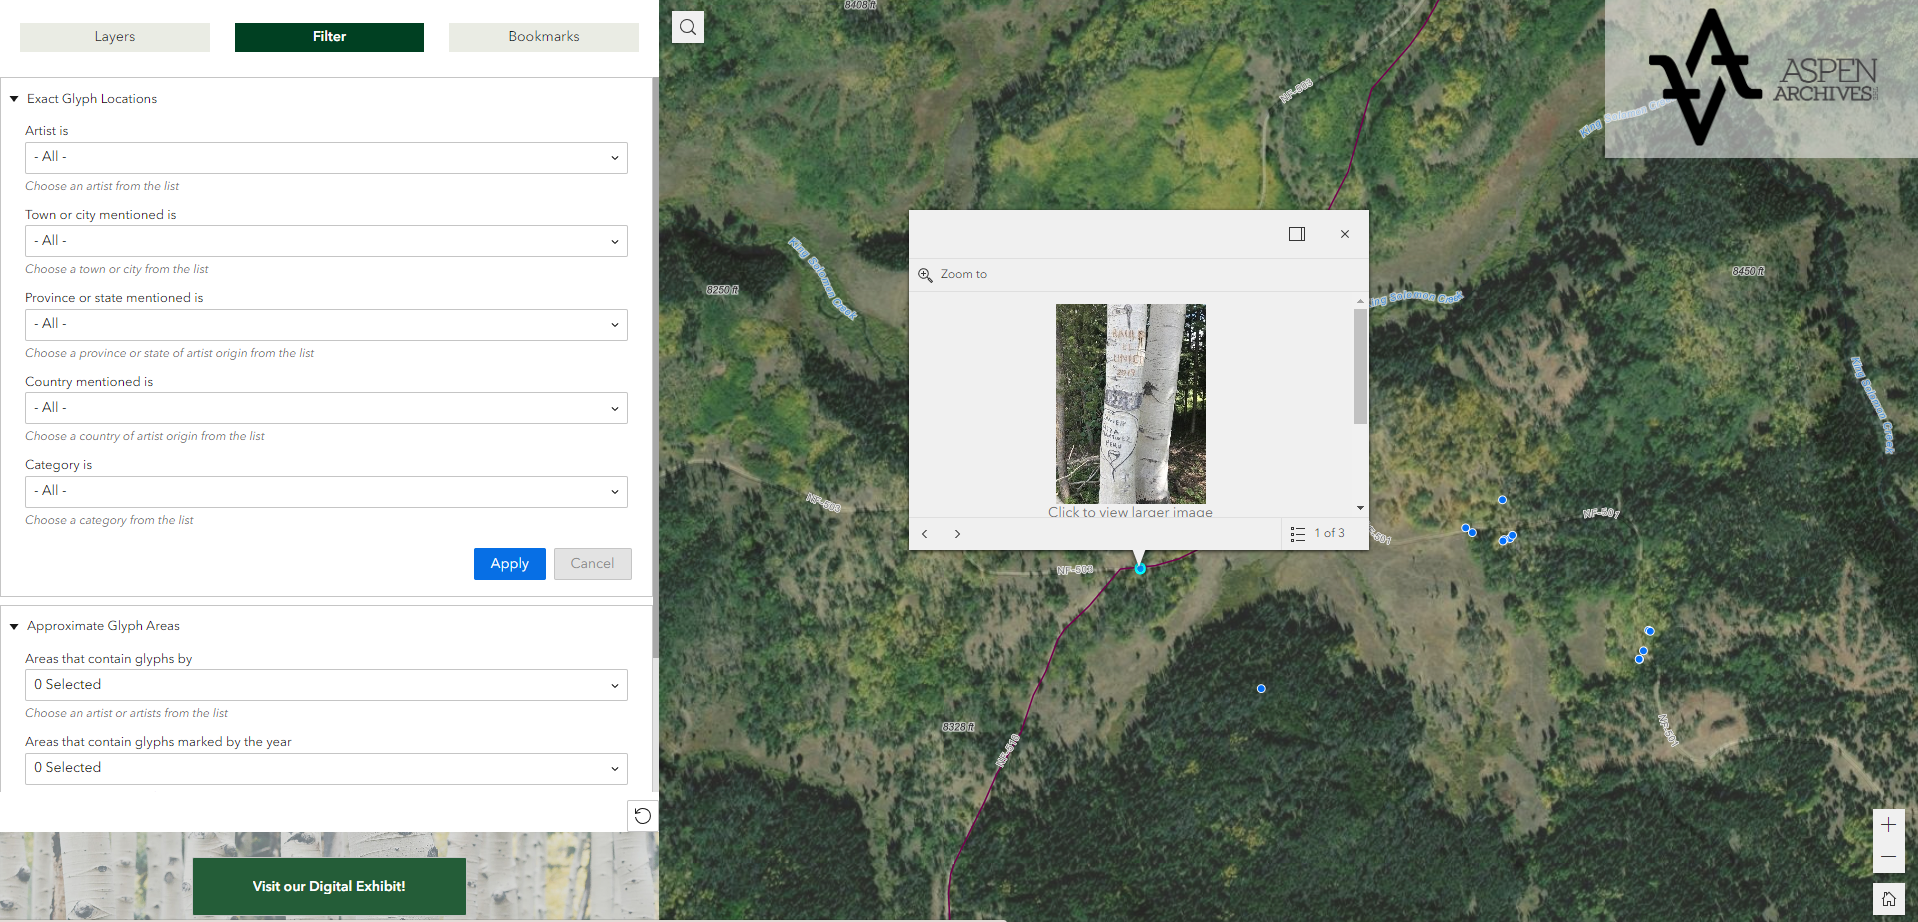 Layers
Filter
Bookmarks
Exact Glyph Locations
Artist is
- All -
Choose an artist from the list
Town or city mentioned is
- All -
Choose a town or city from the list
Province or state mentioned is
- All -
Choose a province or state of artist origin from the list
Country mentioned is
- All -
Choose a country of artist origin from the list
Category is
- All -
Choose a category from the list
Apply
Cancel
Approximate Glyph Areas
Areas that contain glyphs by
0 Selected
Choose an artist or artists from the list
Areas that contain glyphs marked by the year
0 Selected
Visit our Digital Exhibit!
8408 ft
NF-503
King Solomon Creek
ASPEN
ARCHIVES
King Solomon Creek
8250 ft
8450 ft
King Solomon Creek
King Solomon Creek
Zoom to
2013
Click to view larger image
1 of 3
NF-503
NF-501
NF-501
NF-503
NF-501
8328 ft
NF-610